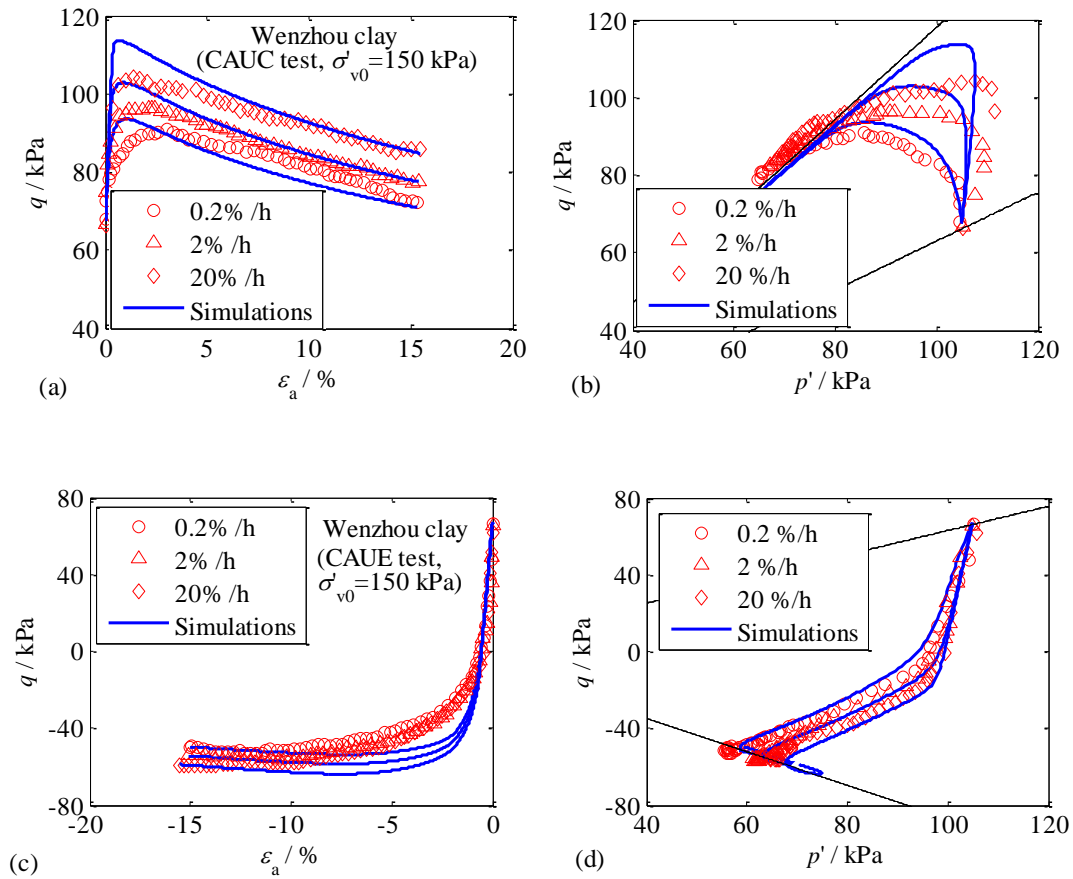 120
100
80
60
40
q / kPa
Wenzhou clay
(CAUC test, σ'v0=150 kPa)
0.2% /h
2% /h
20% /h
Simulations
0
5
10
15
20
εa / %
(a)
120
100
80
60
40
q / kPa
0.2 %/h
2 %/h
20 %/h
Simulations
40
60
80
100
120
p' / kPa
(b)
80
40
0
-40
-80
q / kPa
0.2% /h
2% /h
20% /h
Simulations
Wenzhou clay
(CAUE test,
σ'v0=150 kPa)
-20
-15
-10
-5
0
εa / %
(c)
80
40
0
-40
-80
q / kPa
0.2 %/h
2 %/h
20 %/h
Simulations
40
60
80
100
120
p' / kPa
(d)